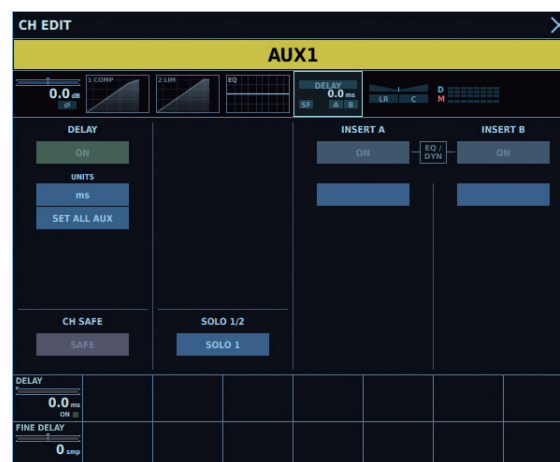 CH EDIT
AUX1
0.0 dB
Ø
1 COMP
2 LIM
EQ
DELAY
0.0 ms
SF A B
LR C
D
M
DELAY
ON
UNITS
ms
SET ALL AUX
INSERT A
ON
EQ /
DYN
INSERT B
ON
CH SAFE
SAFE
SOLO 1/2
SOLO 1
DELAY
0.0 ms
ON
FINE DELAY
0 smp